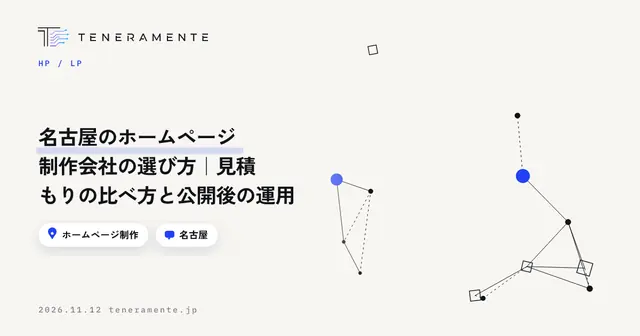 TENERAMENTE
HP / LP
名古屋のホームページ
制作会社の選び方｜見積
もりの比べ方と公開後の運用
ホームページ制作 名古屋
2026.11.12 teneramente.jp